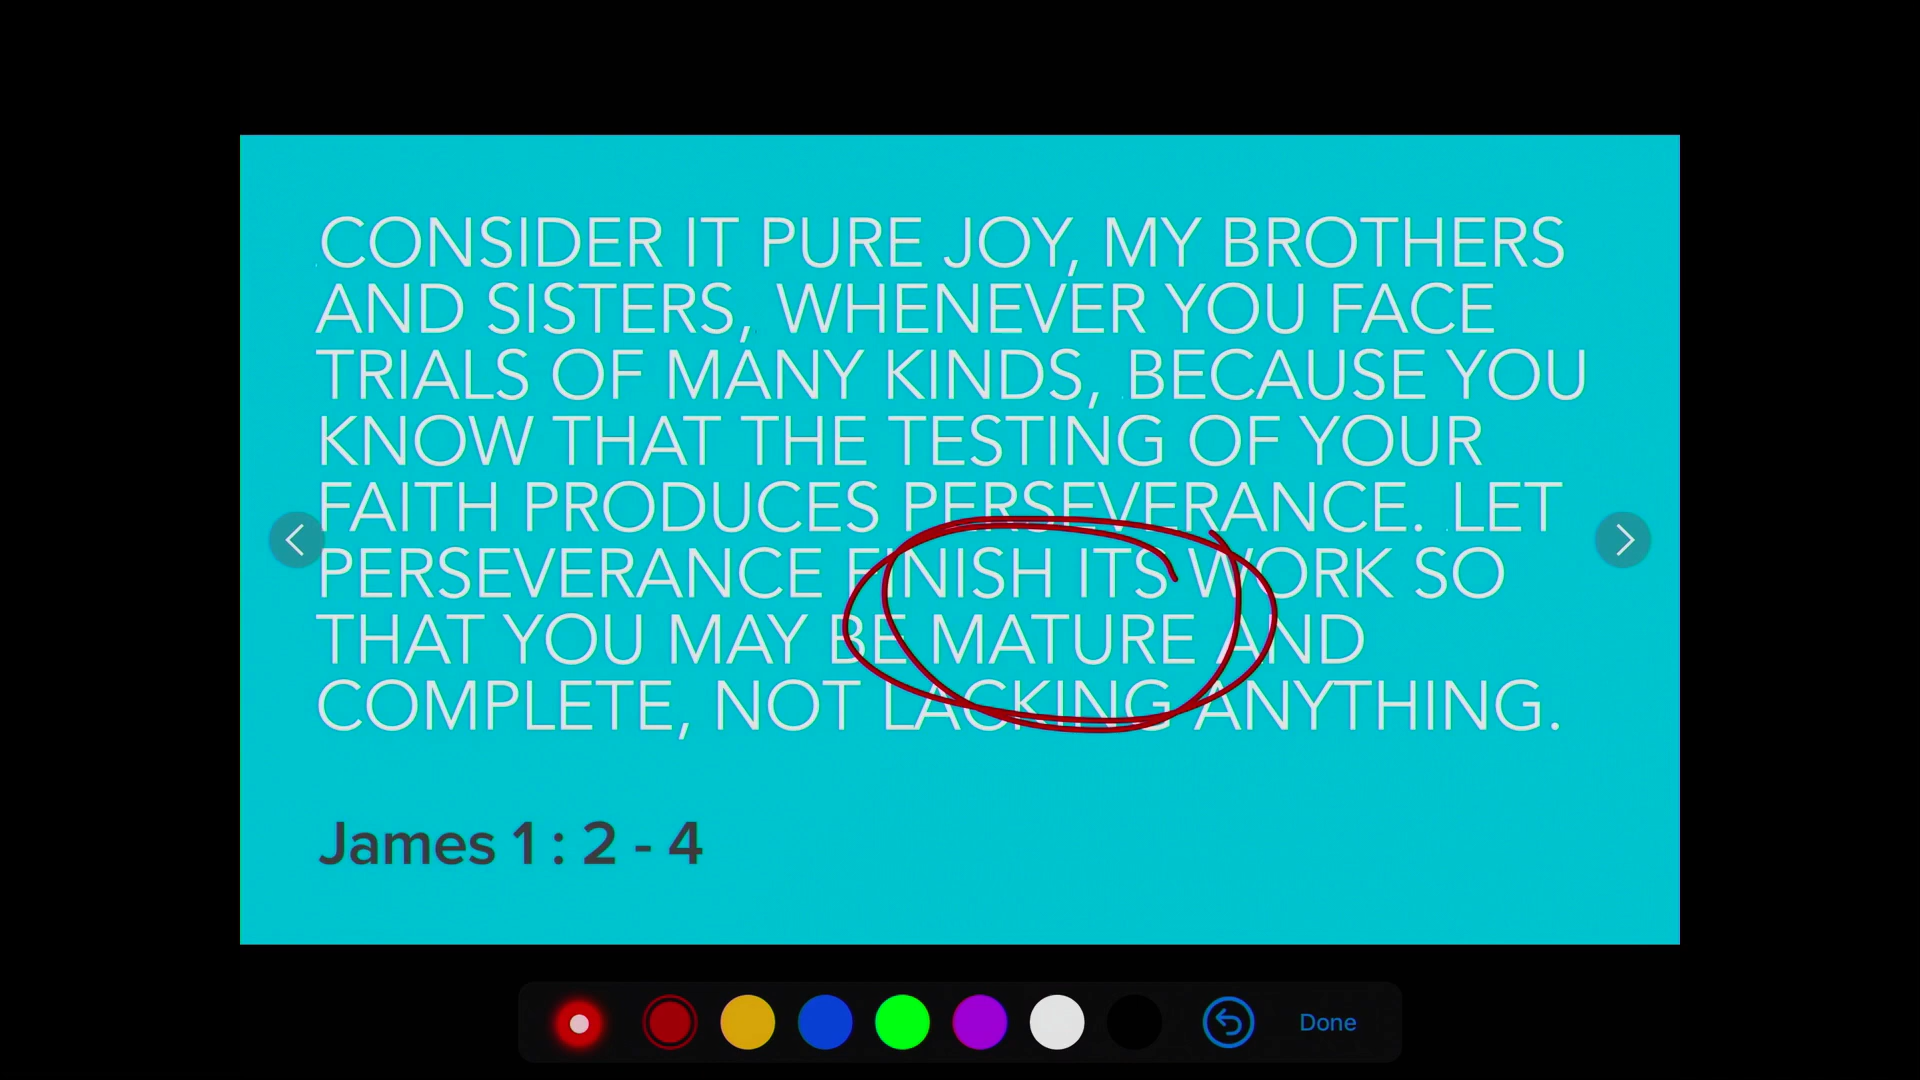 CONSIDER IT PURE JOY, MY BROTHERS
AND SISTERS, WHENEVER YOU FACE
TRIALS OF MANY KINDS, BECAUSE YOU
KNOW THAT THE TESTING OF YOUR
FAITH PRODUCES PERSEVERANCE. LET
PERSEVERANCE FINISH ITS WORK SO
THAT YOU MAY BE MATURE AND
COMPLETE, NOT LACKING ANYTHING.
James 1 : 2 - 4
Done